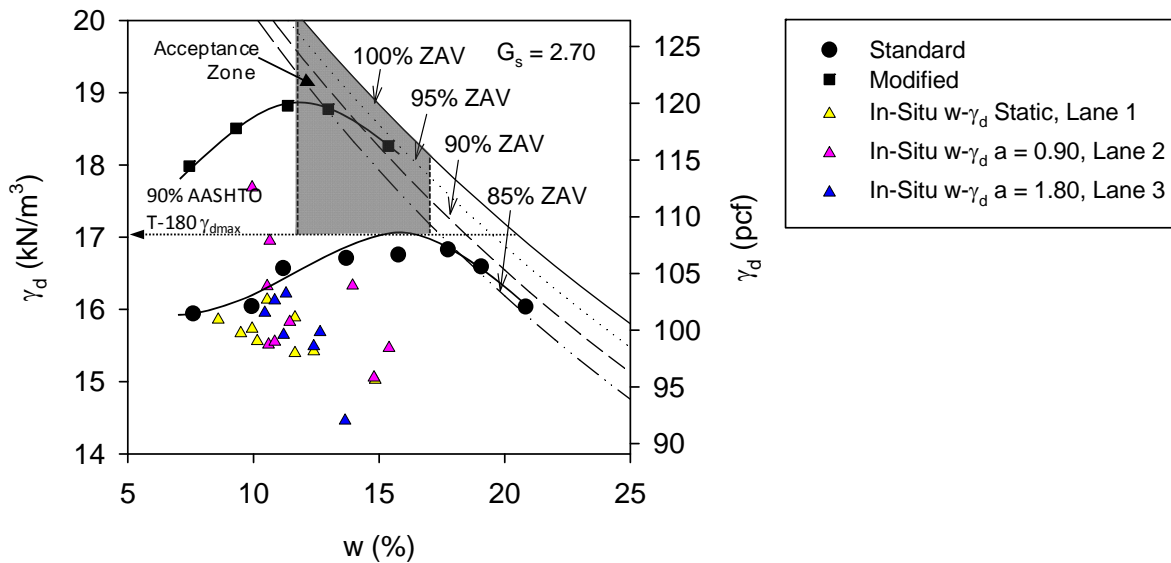 20
19
18
17
16
15
14
γd (kN/m3)
5
10
15
20
25
w (%)
125
120
115
110
105
100
95
90
γd (pcf)
Acceptance
Zone
100% ZAV
Gs = 2.70
95% ZAV
90% ZAV
85% ZAV
90% AASHTO
T-180 γdmax
Standard
Modified
In-Situ w-γd Static, Lane 1
In-Situ w-γd a = 0.90, Lane 2
In-Situ w-γd a = 1.80, Lane 3